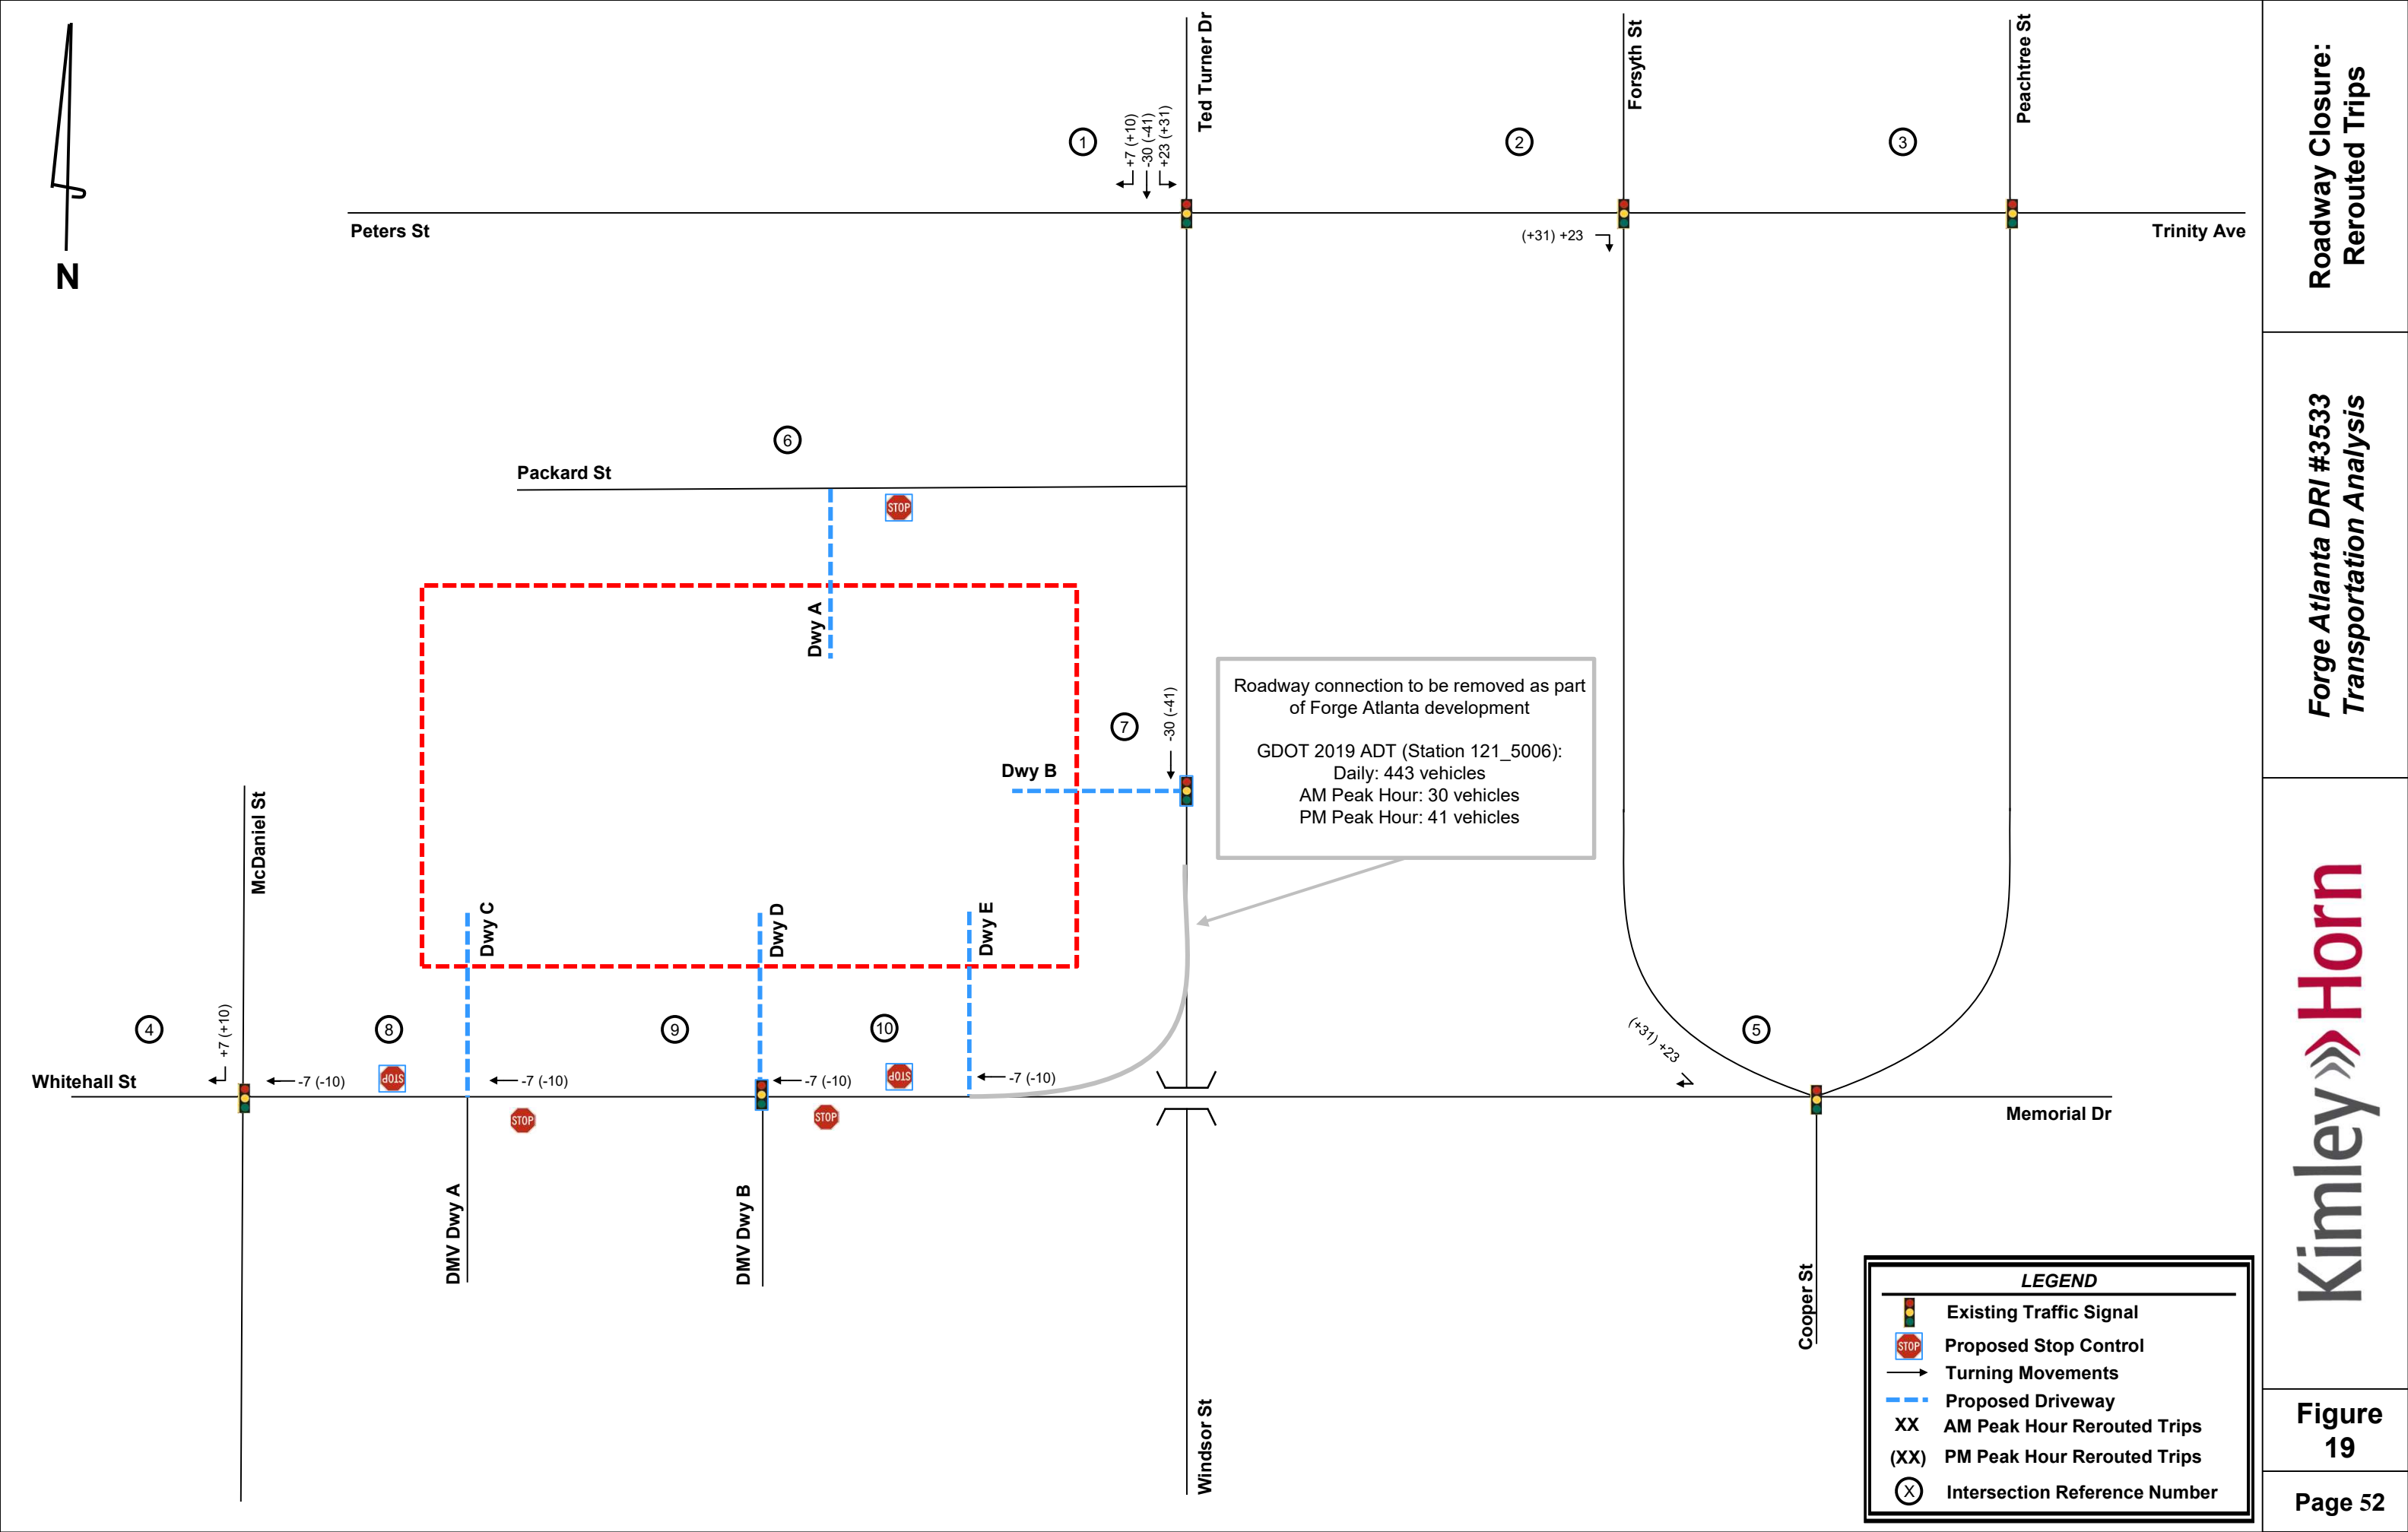 N
Ted Turner Dr
Forsyth St
Peachtree St
1
+7 (+10)
-30 (-41)
+23 (+31)
2
3
Peters St
(+31) +23
Trinity Ave
6
Packard St
STOP
Dwy A
7
-30 (-41)
Dwy B
Roadway connection to be removed as part
of Forge Atlanta development
GDOT 2019 ADT (Station 121_5006):
Daily: 443 vehicles
AM Peak Hour: 30 vehicles
PM Peak Hour: 41 vehicles
McDaniel St
Dwy C
Dwy D
Dwy E
4
+7 (+10)
8
9
10
(+31) +23
5
Whitehall St
-7 (-10)
STOP
-7 (-10)
-7 (-10)
STOP
-7 (-10)
STOP
STOP
Memorial Dr
DMV Dwy A
DMV Dwy B
Windsor St
Cooper St
LEGEND
Existing Traffic Signal
STOP Proposed Stop Control
Turning Movements
Proposed Driveway
XX AM Peak Hour Rerouted Trips
(XX) PM Peak Hour Rerouted Trips
X Intersection Reference Number
Roadway Closure:
Rerouted Trips
Forge Atlanta DRI #3533
Transportation Analysis
Kimley»Horn
Figure
19
Page 52